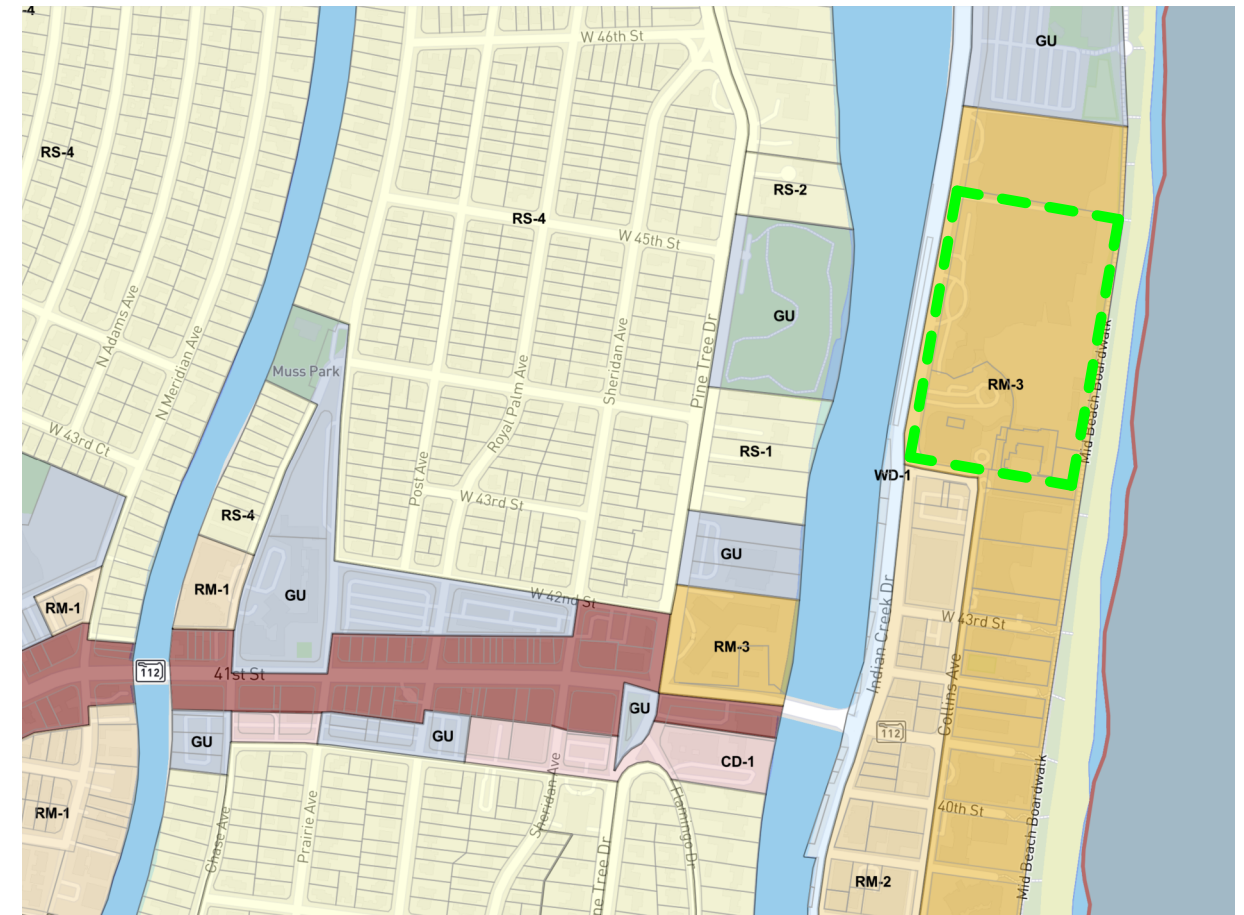 -4
W 46th St
GU
RS-4
RS-2
RS-4
W 45th St
GU
N Adams Ave
N Meridian Ave
Muss Park
Royal Palm Ave
Sheridan Ave
Pine Tree Dr
Mid Beach Boardwalk
RM-3
W 43rd Ct
Post Ave
RS-1
WD-1
W 43rd St
RS-4
GU
RM-1
GU
RM-1
W 42nd St
Indian Creek Dr
W 43rd St
RM-3
41st St
112
Collins Ave
112
GU
GU
GU
CD-1
Sheridan Ave
Flamingo Dr
Mid Beach Boardwalk
40th St
RM-1
Chase Ave
Prairie Ave
ne Tree Dr
RM-2